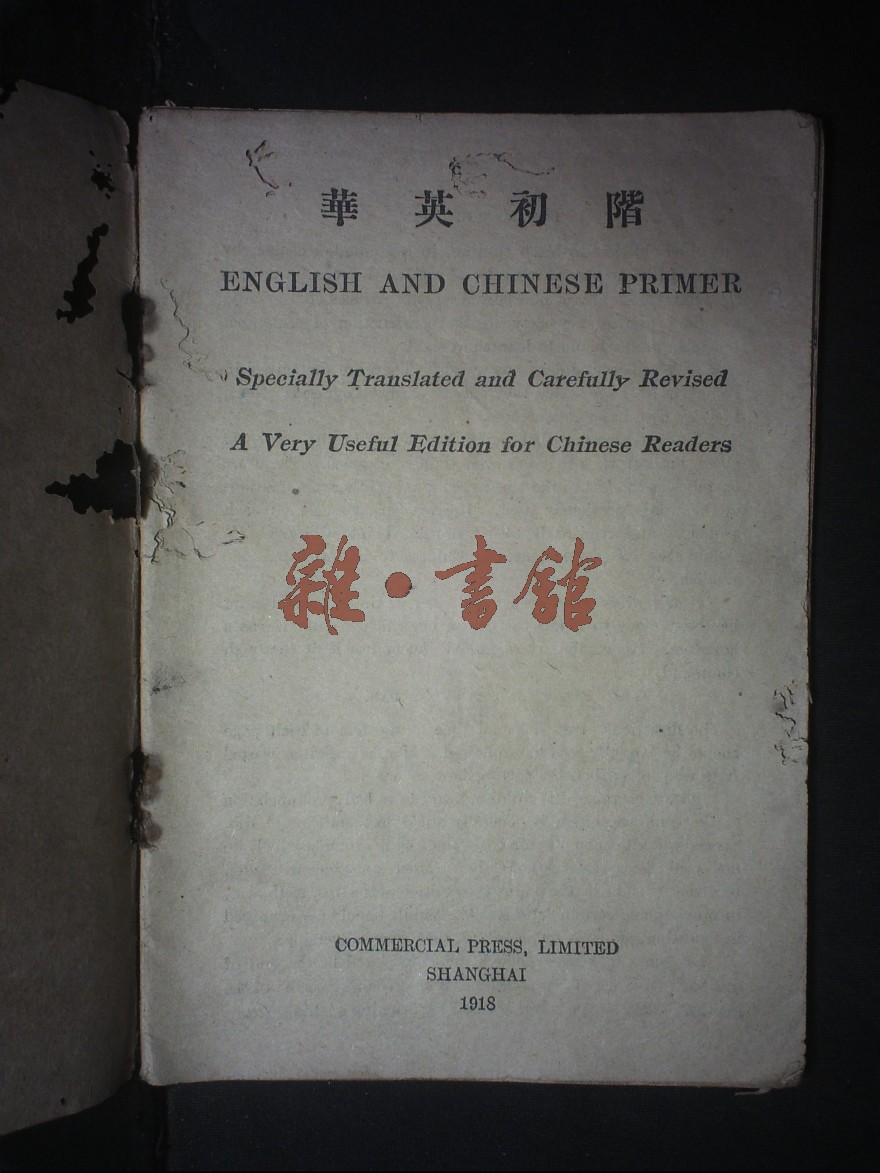 華英初階
ENGLISH AND CHINESE PRIMER
Specially Translated and Carefully Revised
A Very Useful Edition for Chinese Readers
雜·書館
COMMERCIAL PRESS, LIMITED
SHANGHAI
1918